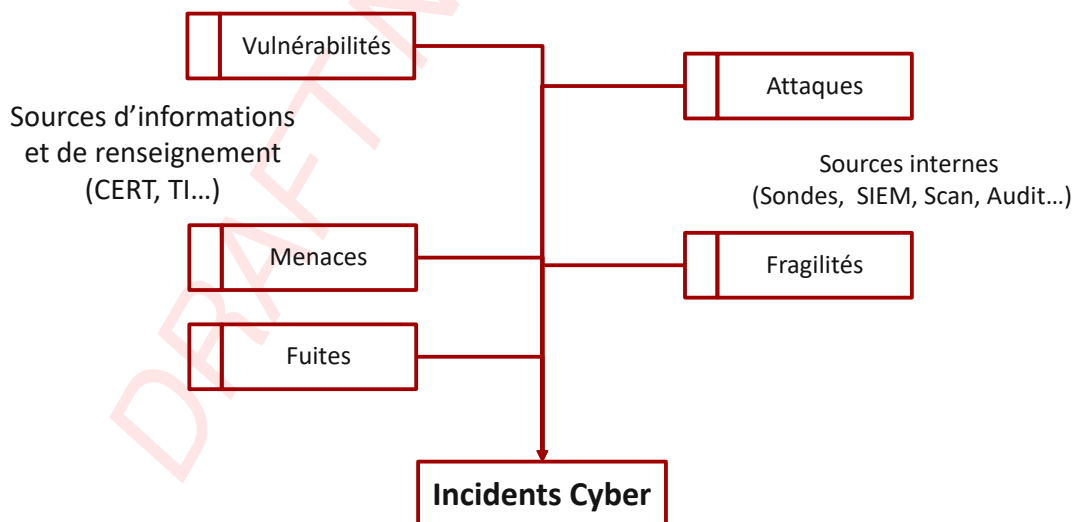 Vulnérabilités
Attaques
Sources d’informations
et de renseignement
(CERT, TI…)
Sources internes
(Sondes, SIEM, Scan, Audit…)
Menaces
Fragilités
Fuites
Incidents Cyber
DRAFT N